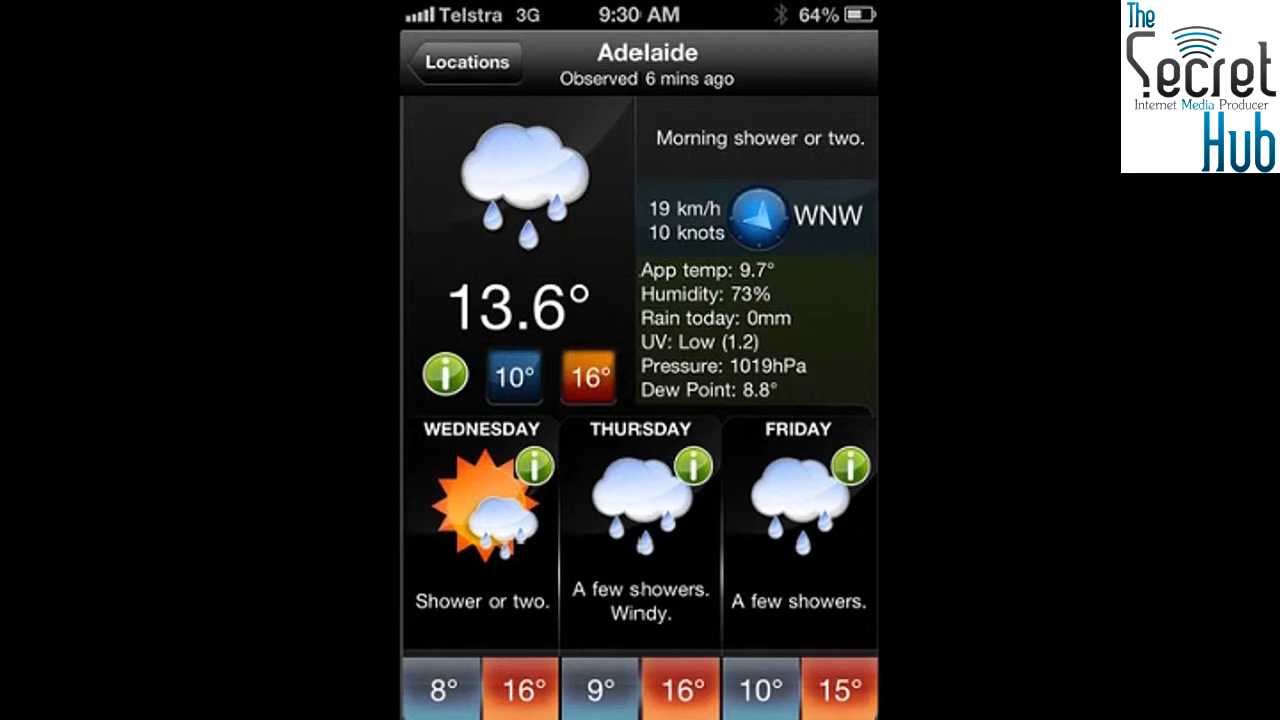 Telstra 3G 9:30 AM 64%
Locations
Adelaide
Observed 6 mins ago
Morning shower or two.
19 km/h
10 knots
WNW
13.6°
10° 16°
App temp: 9.7°
Humidity: 73%
Rain today: 0mm
UV: Low (1.2)
Pressure: 1019hPa
Dew Point: 8.8°
WEDNESDAY THURSDAY FRIDAY
Shower or two.
A few showers.
Windy.
A few showers.
8° 16° 9° 16° 10° 15°
The
Secret
Internet Media Producer
Hub